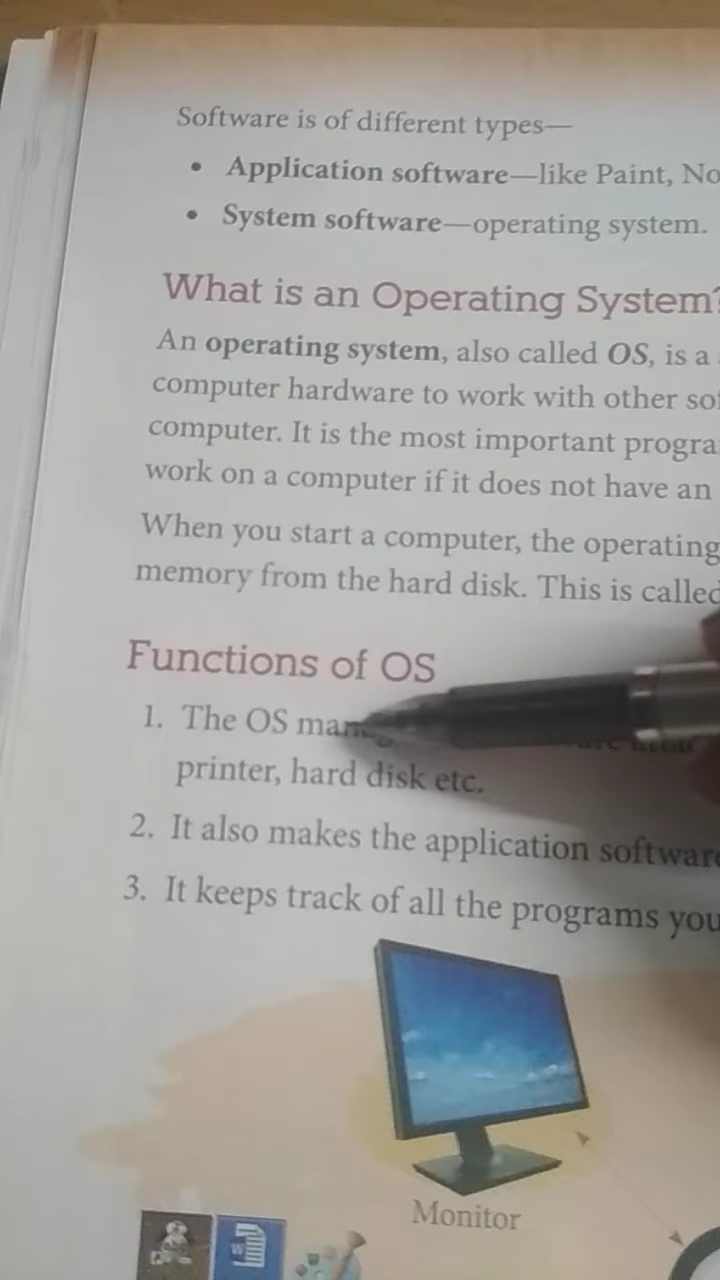 Software is of different types—
• Application software—like Paint, No
• System software—operating system.
What is an Operating System?
An operating system, also called OS, is a
computer hardware to work with other so
computer. It is the most important progra
work on a computer if it does not have an
When you start a computer, the operating
memory from the hard disk. This is called
Functions of OS
1. The OS
printer, hard disk etc.
2. It also makes the application software
3. It keeps track of all the programs you
Monitor
W